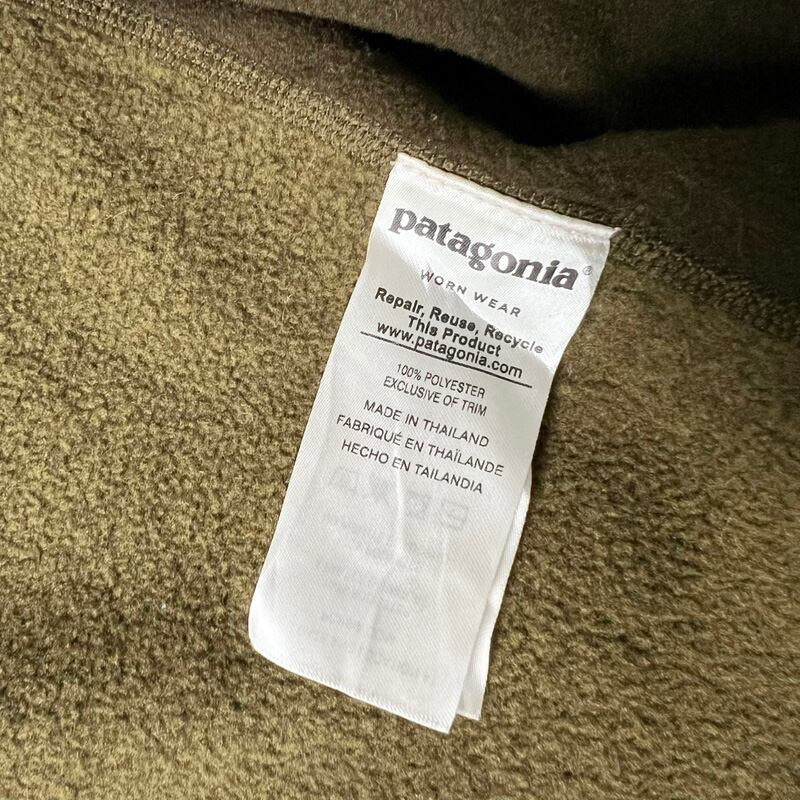 patagonia®
WORN WEAR
Repair, Reuse, Recycle
This Product
www.patagonia.com
100% POLYESTER
EXCLUSIVE OF TRIM
MADE IN THAILAND
FABRIQUÉ EN THAÏLANDE
HECHO EN TAILANDIA